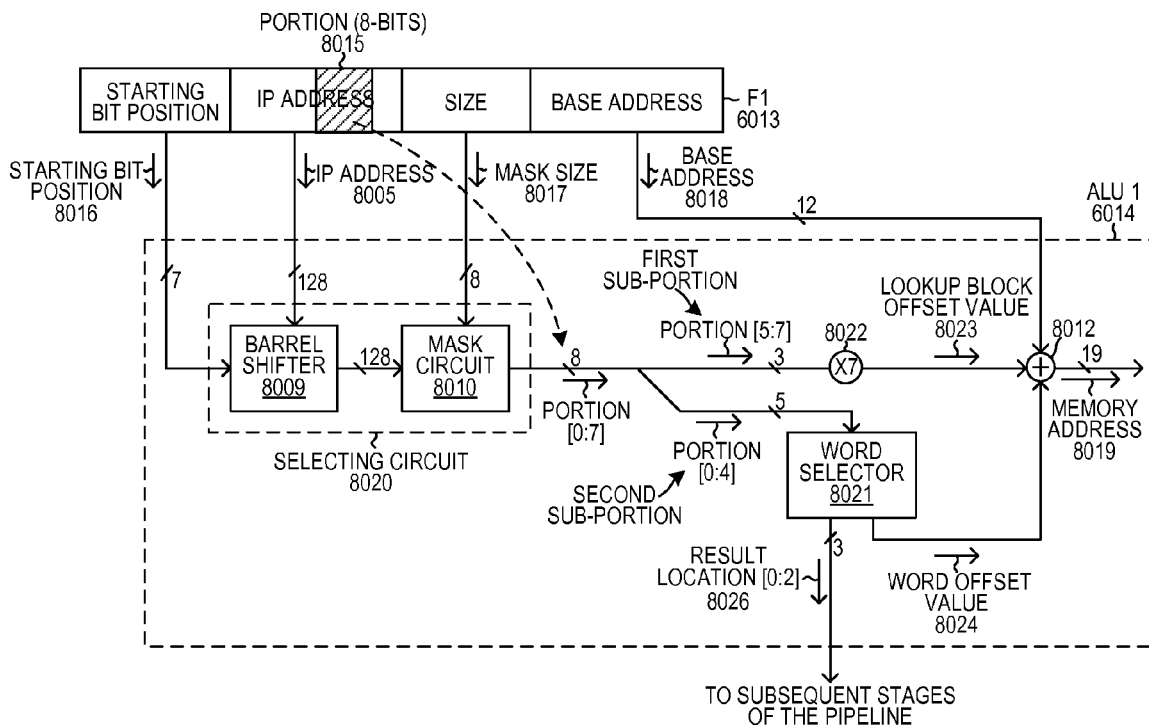 PORTION (8-BITS)
8015
STARTING
BIT POSITION
IP ADDRESS
SIZE
BASE ADDRESS
F1
6013
STARTING BIT
POSITION
8016
IP ADDRESS
8005
MASK SIZE
8017
BASE
ADDRESS
8018
12
ALU 1
6014
7
128
8
FIRST
SUB-PORTION
PORTION [5:7]
3
8022
X7
LOOKUP BLOCK
OFFSET VALUE
8023
8012
+
19
MEMORY
ADDRESS
8019
BARREL
SHIFTER
8009
128
MASK
CIRCUIT
8010
8
PORTION
[0:7]
5
PORTION
[0:4]
SECOND
SUB-PORTION
SELECTING CIRCUIT
8020
WORD
SELECTOR
8021
3
RESULT
LOCATION [0:2]
8026
WORD OFFSET
VALUE
8024
TO SUBSEQUENT STAGES
OF THE PIPELINE